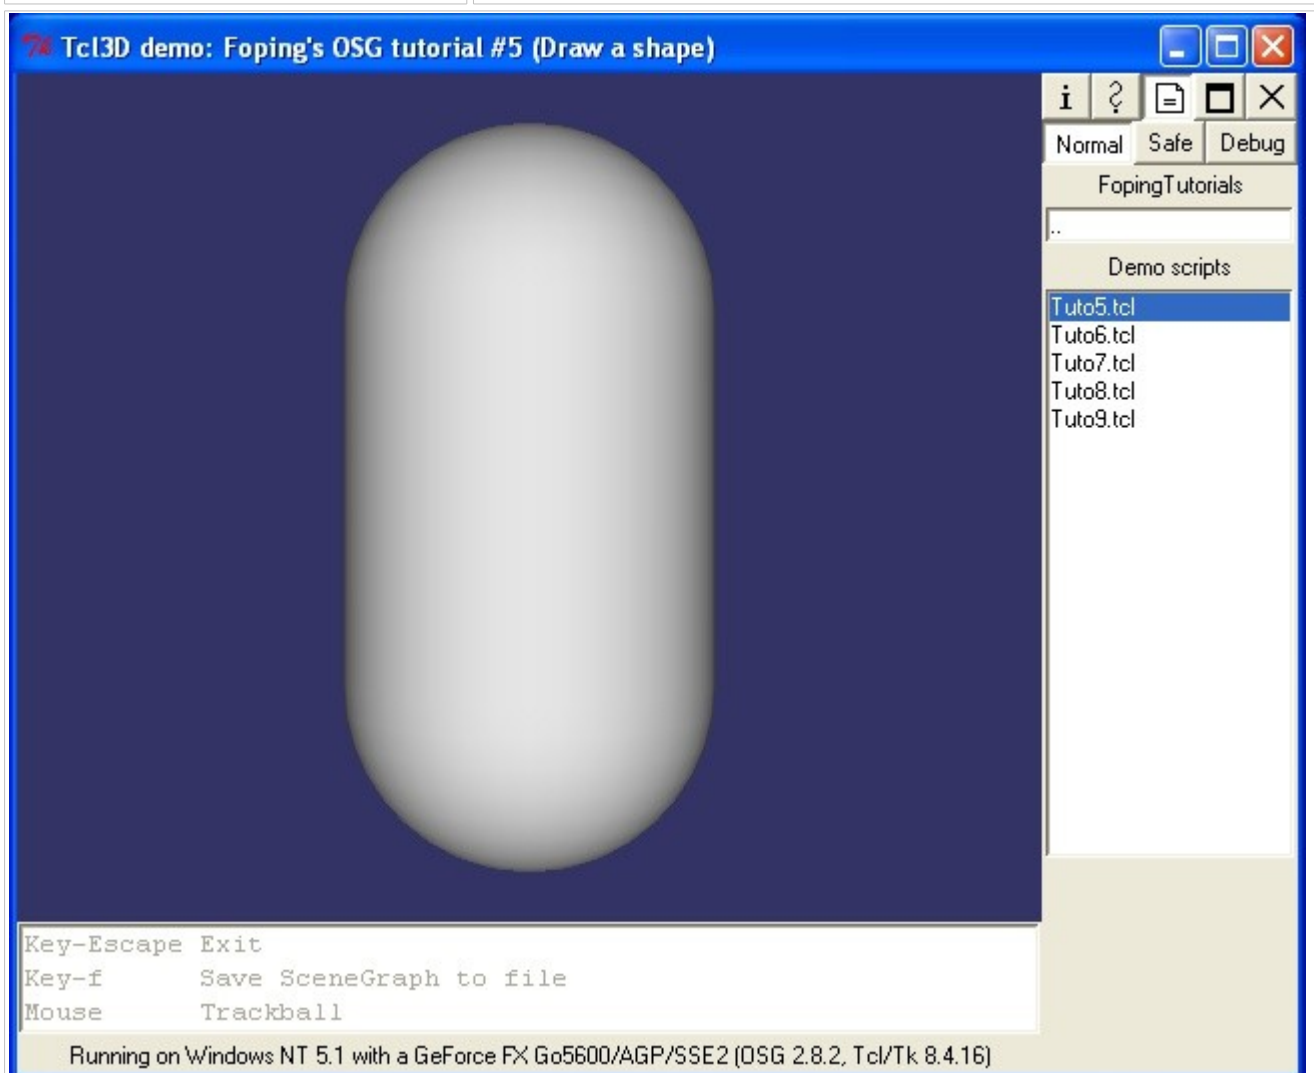 Tcl3D demo: Foping's OSG tutorial #5 (Draw a shape)
i ?
Normal Safe Debug
FopingTutorials
..
Demo scripts
Tuto5.tcl
Tuto6.tcl
Tuto7.tcl
Tuto8.tcl
Tuto9.tcl
Key-Escape Exit
Key-f Save SceneGraph to file
Mouse Trackball
Running on Windows NT 5.1 with a GeForce FX Go5600/AGP/SSE2 (OSG 2.8.2, Tcl/Tk 8.4.16)